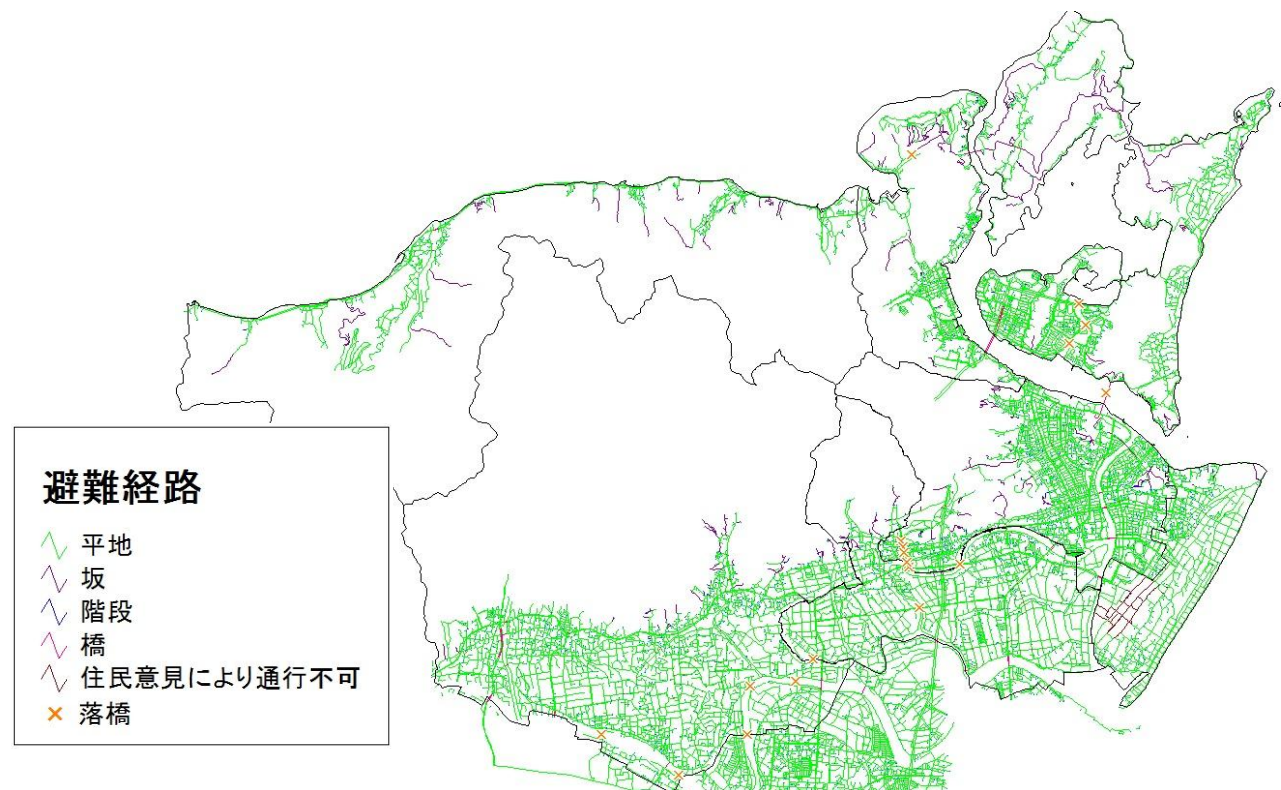 避難経路
平地
坂
階段
橋
住民意見により通行不可
落橋